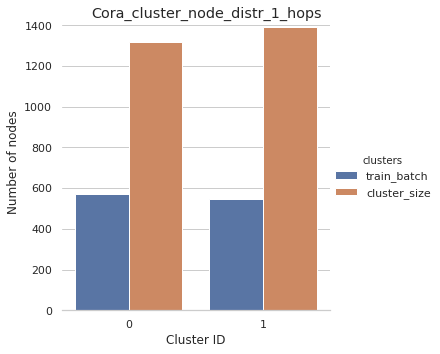 Cora_cluster_node_distr_1_hops
1400
1200
1000
800
600
400
200
0
Number of nodes
0
1
Cluster ID
clusters
train_batch
cluster_size